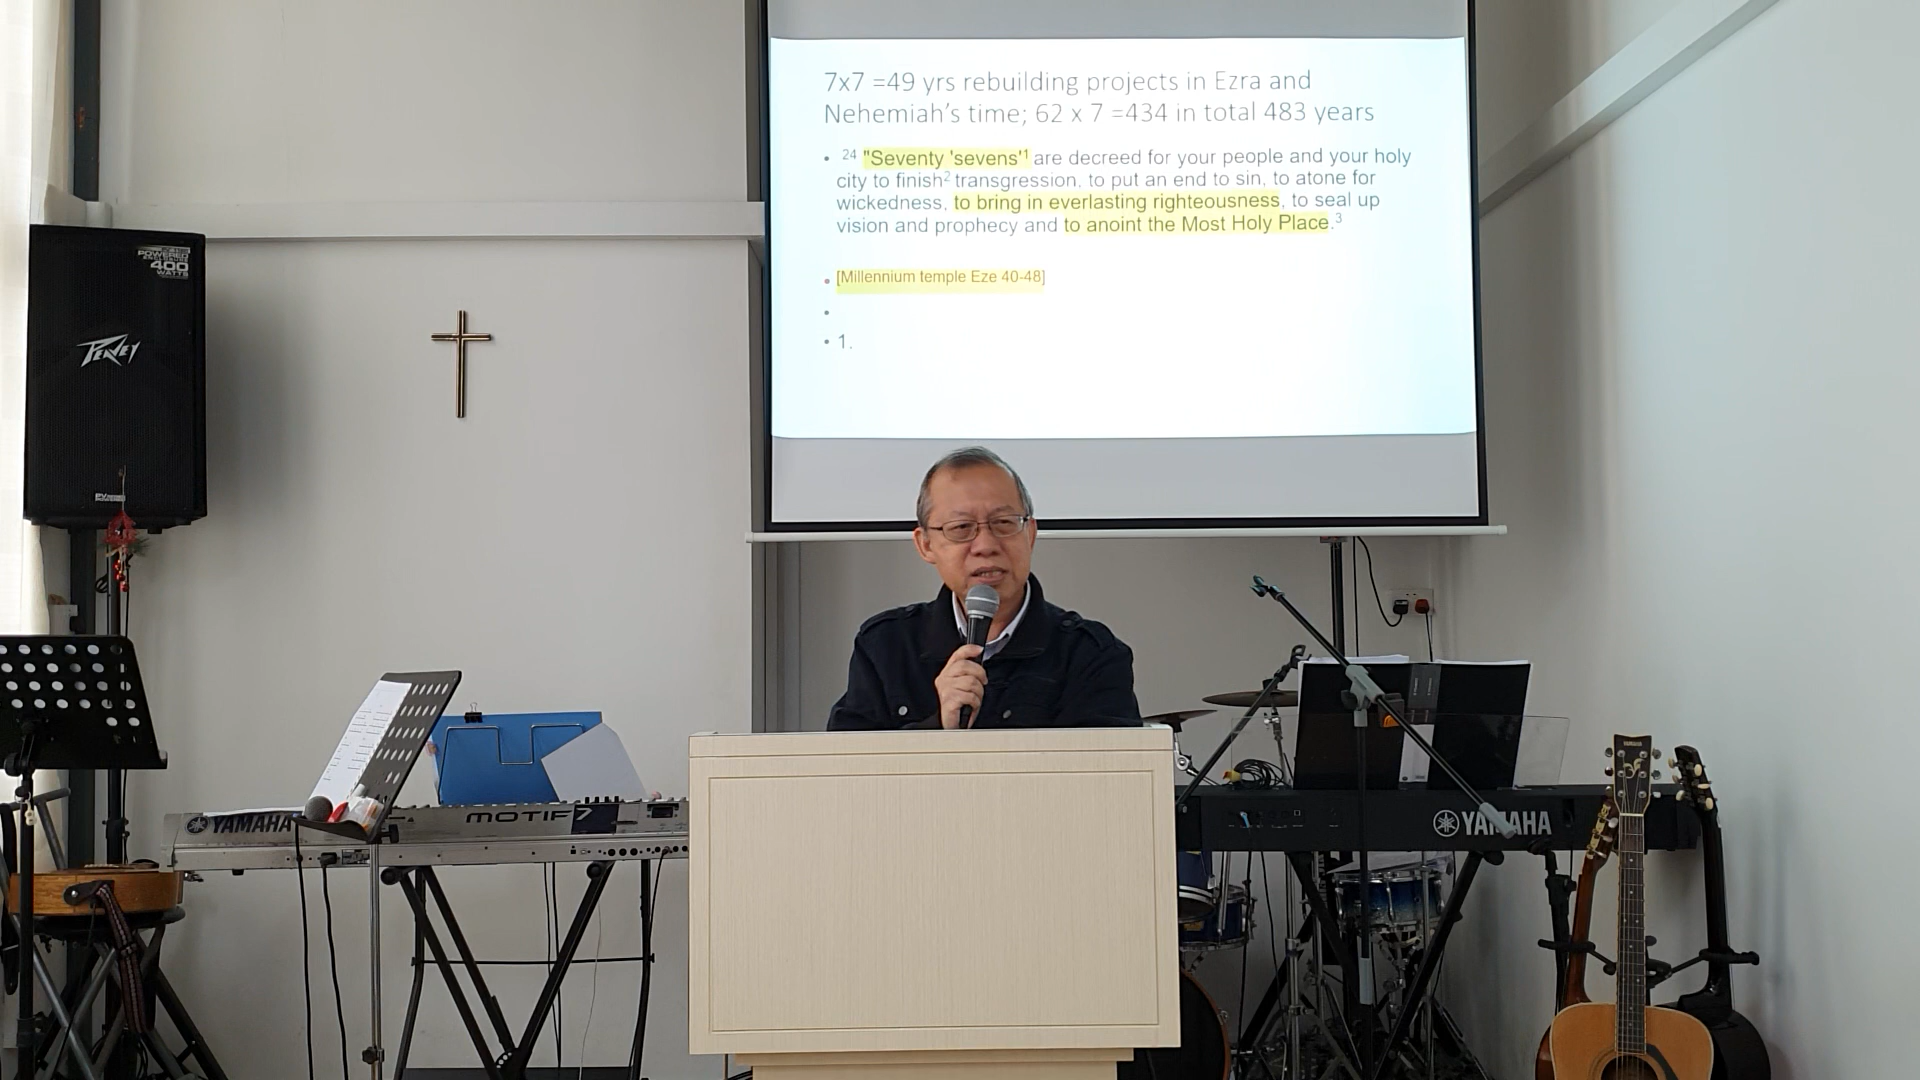 7x7 =49 yrs rebuilding projects in Ezra and
Nehemiah's time; 62 x 7 =434 in total 483 years
• 24 "Seventy 'sevens'1 are decreed for your people and your holy
city to finish2 transgression, to put an end to sin, to atone for
wickedness, to bring in everlasting righteousness, to seal up
vision and prophecy and to anoint the Most Holy Place.3
• [Millennium temple Eze 40-48]
•
• 1.
POWERED
ENCLOSURE
400
WATTS
PEAVEY
YAMAHA
MOTIF7
YAMAHA